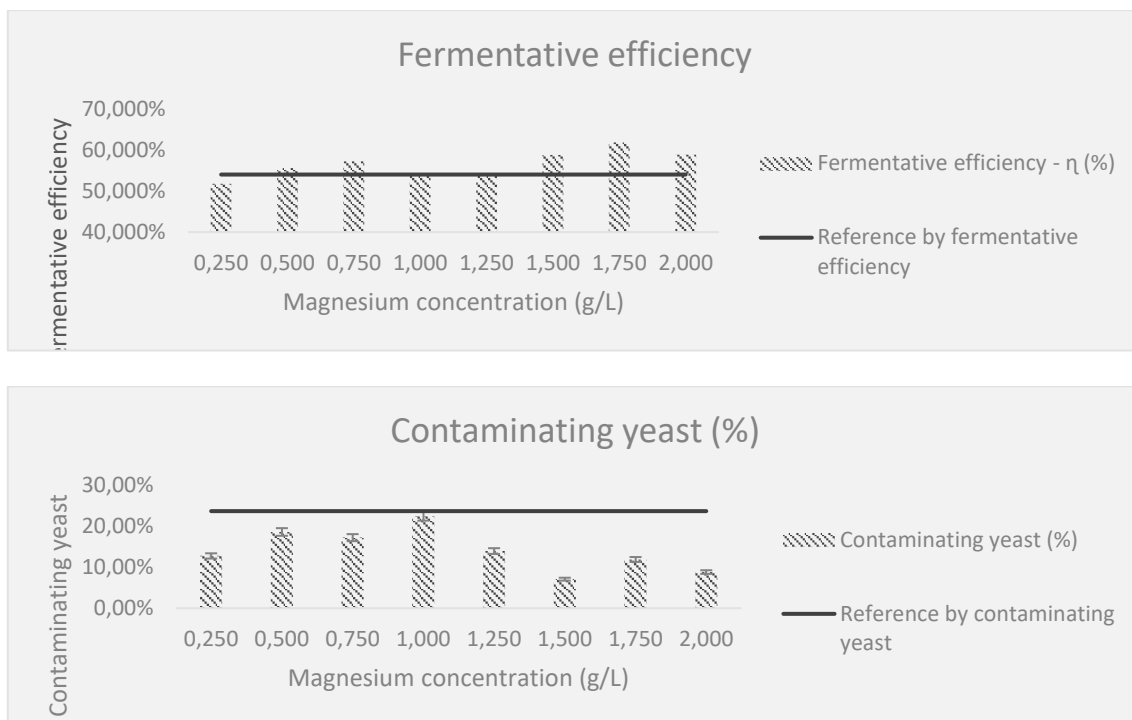 Fermentative efficiency
70,000%
60,000%
50,000%
40,000%
ermentative efficiency
0,250 0,500 0,750 1,000 1,250 1,500 1,750 2,000
Magnesium concentration (g/L)
Fermentative efficiency - η (%)
Reference by fermentative
efficiency
Contaminating yeast (%)
30,00%
20,00%
10,00%
0,00%
Contaminating yeast
0,250 0,500 0,750 1,000 1,250 1,500 1,750 2,000
Magnesium concentration (g/L)
Contaminating yeast (%)
Reference by contaminating
yeast